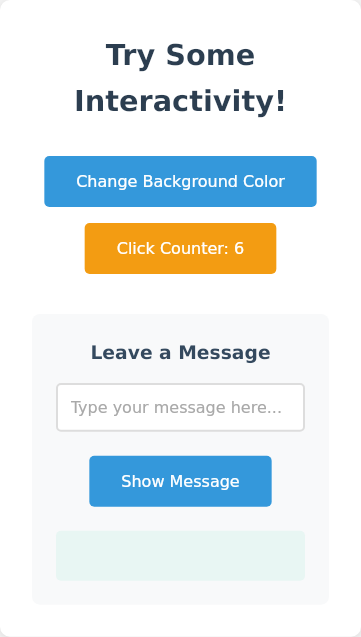 Try Some
Interactivity!
Change Background Color
Click Counter: 6
Leave a Message
Type your message here...
Show Message